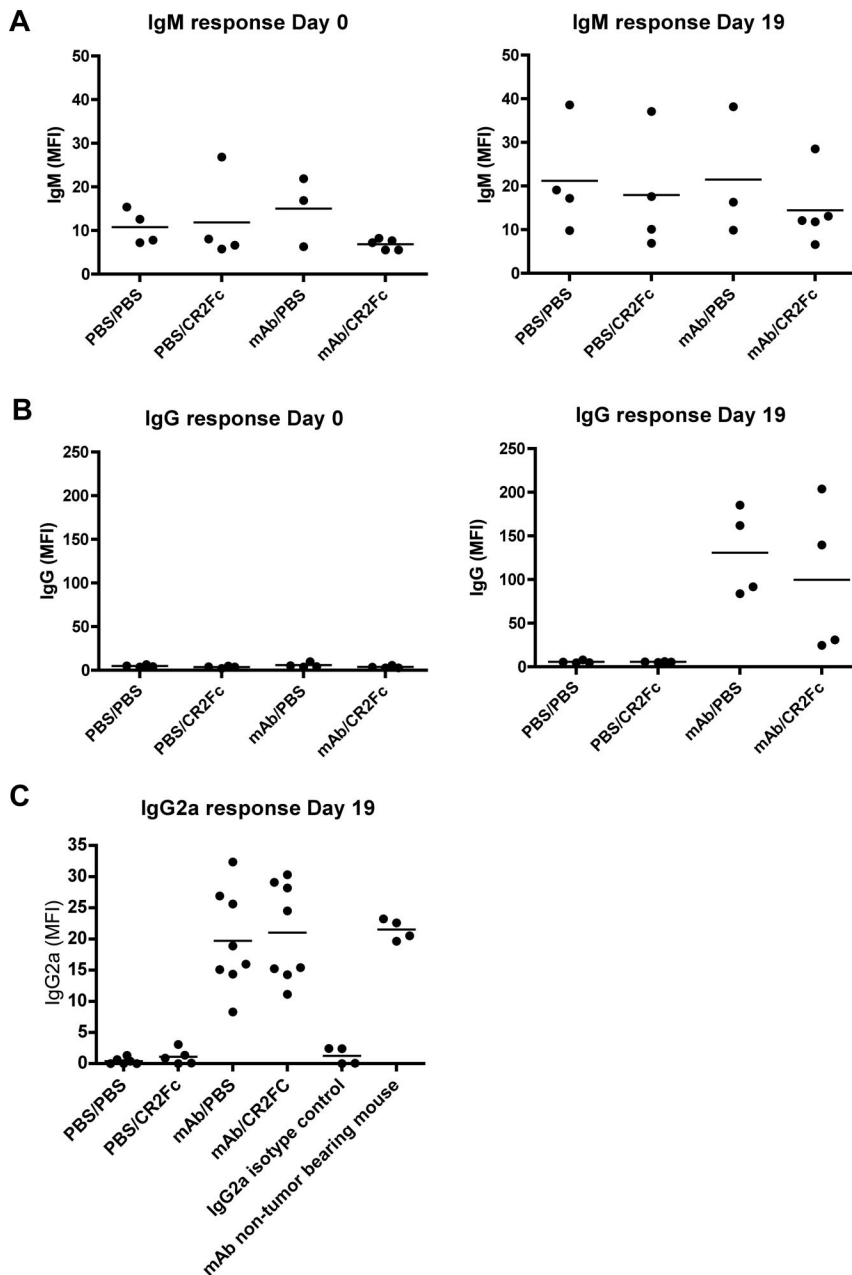 A
IgM response Day 0
IgM response Day 19
IgM (MFI)
50
40
30
20
10
0
PBS/PBS
PBS/CR2Fc
mAb/PBS
mAb/CR2Fc
IgM (MFI)
50
40
30
20
10
0
PBS/PBS
PBS/CR2Fc
mAb/PBS
mAb/CR2Fc
B
IgG response Day 0
IgG response Day 19
IgG (MFI)
250
200
150
100
50
0
PBS/PBS
PBS/CR2Fc
mAb/PBS
mAb/CR2Fc
IgG (MFI)
250
200
150
100
50
0
PBS/PBS
PBS/CR2Fc
mAb/PBS
mAb/CR2Fc
C
IgG2a response Day 19
IgG2a (MFI)
35
30
25
20
15
10
5
0
PBS/PBS
PBS/CR2Fc
mAb/PBS
mAb/CR2FC
IgG2a isotype control
mAb non-tumor bearing mouse